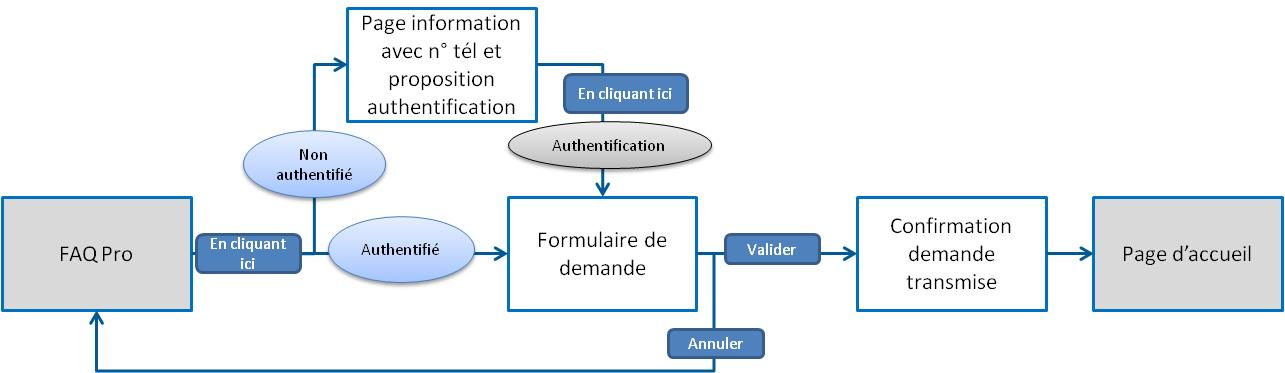 Page information
avec n° tél et
proposition
authentification
En cliquant ici
Authentification
Non
authentifié
FAQ Pro
En cliquant
ici
Authentifié
Formulaire de
demande
Valider
Confirmation
demande
transmise
Page d’accueil
Annuler